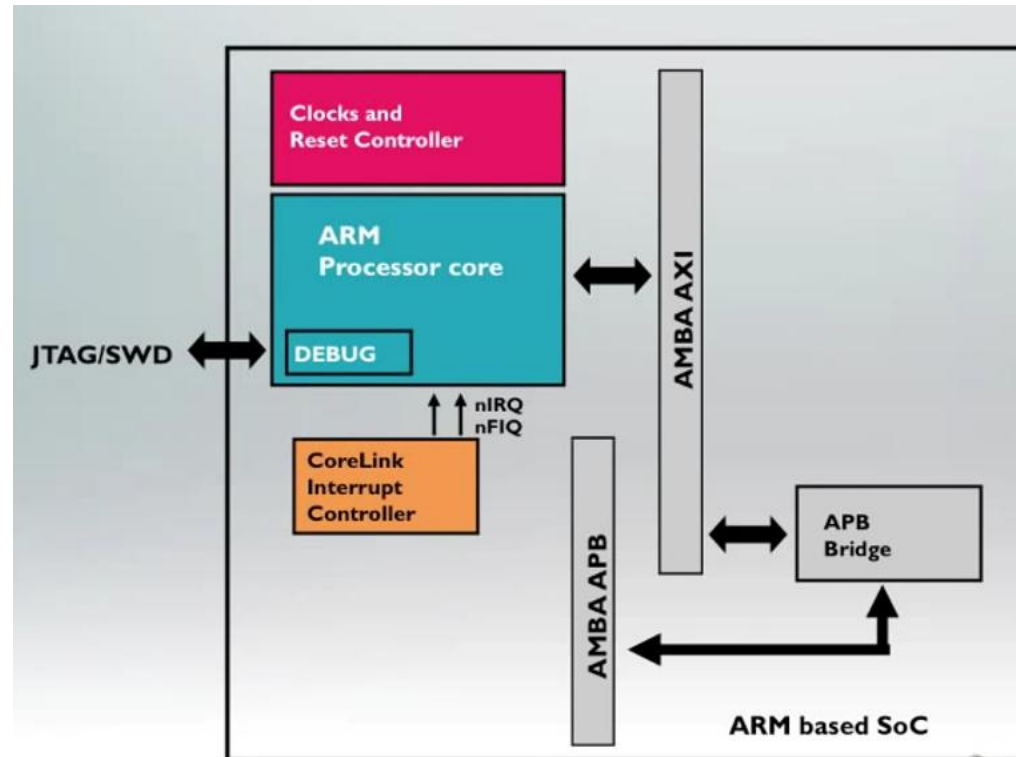 Clocks and
Reset Controller
ARM
Processor core
DEBUG
JTAG/SWD
nIRQ
nFIQ
CoreLink
Interrupt
Controller
AMBA AXI
AMBA APB
APB
Bridge
ARM based SoC